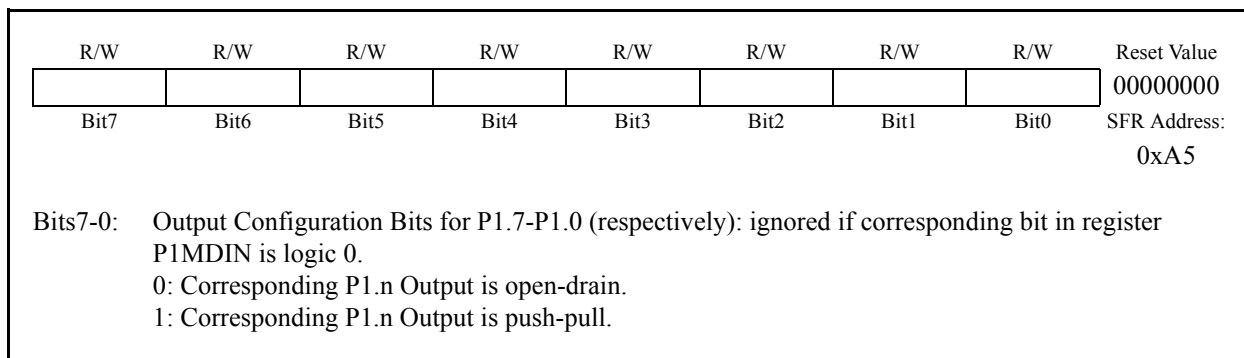 R/W R/W R/W R/W R/W R/W R/W R/W Reset Value
00000000
Bit7 Bit6 Bit5 Bit4 Bit3 Bit2 Bit1 Bit0 SFR Address:
0xA5
Bits7-0: Output Configuration Bits for P1.7-P1.0 (respectively): ignored if corresponding bit in register
P1MDIN is logic 0.
0: Corresponding P1.n Output is open-drain.
1: Corresponding P1.n Output is push-pull.